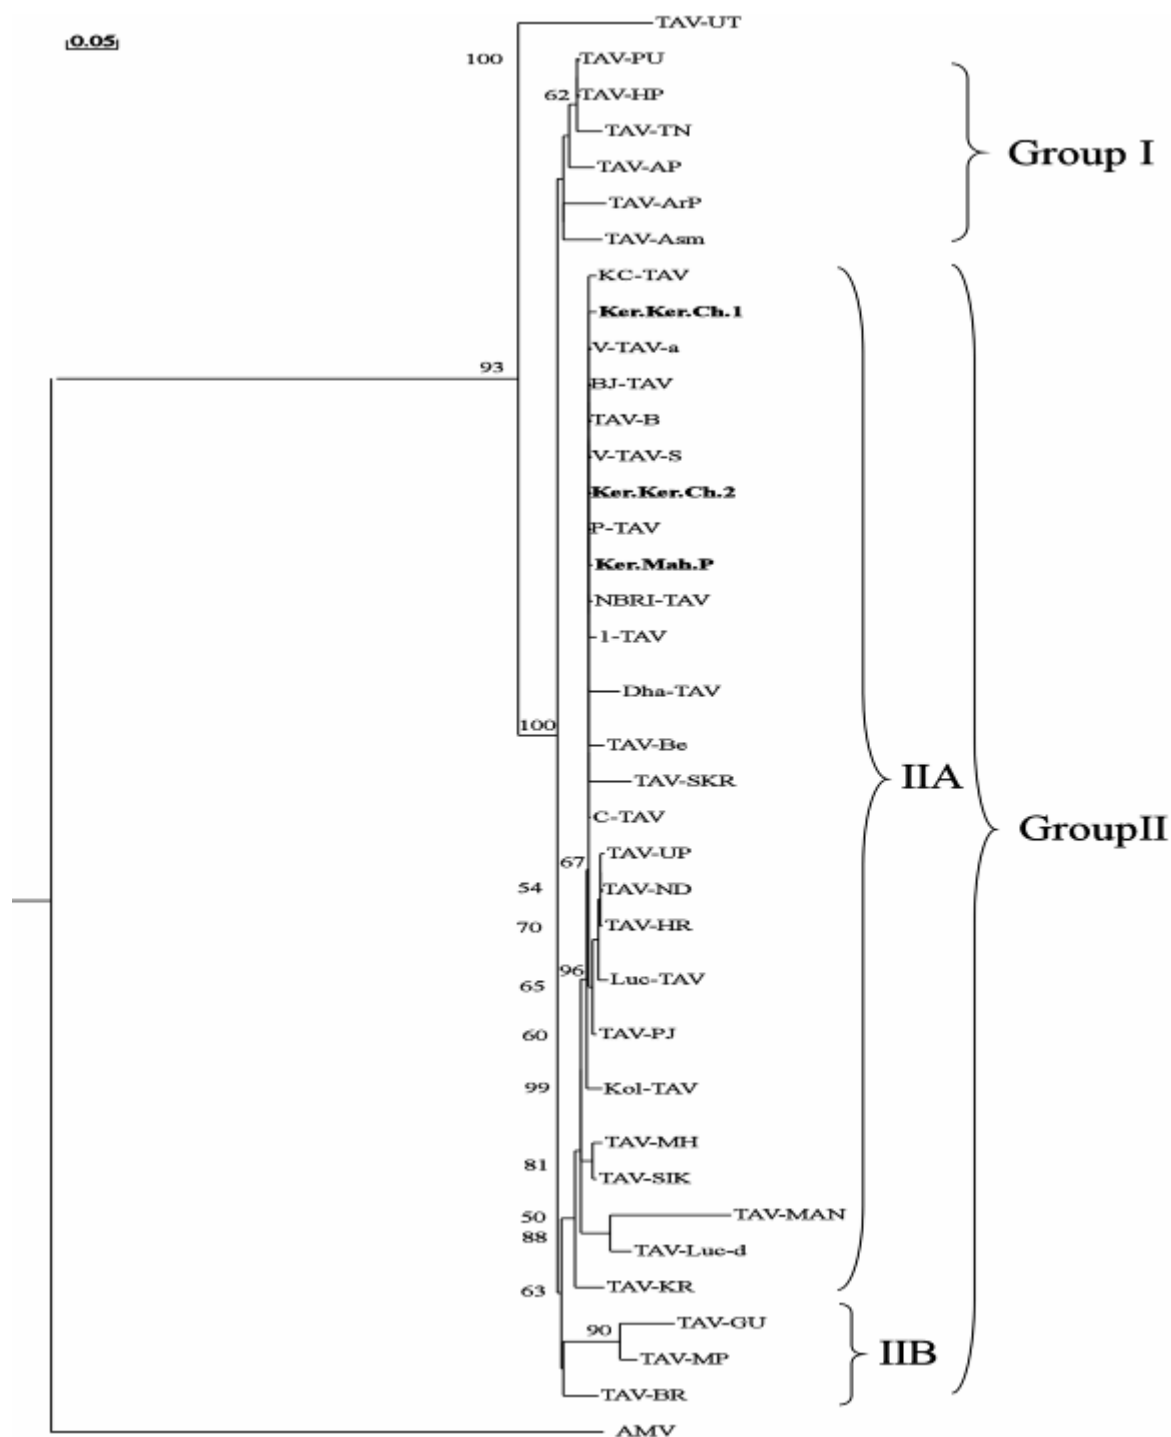 TAV-UT
0.05
100
TAV-PU
62
TAV-HP
TAV-TN
Group I
TAV-AP
TAV-ArP
TAV-Asm
KC-TAV
Ker.Ker.Ch.1
V-TAV-a
93
BJ-TAV
TAV-B
V-TAV-S
Ker.Ker.Ch.2
P-TAV
Ker.Mah.P
NBRI-TAV
1-TAV
Dha-TAV
100
TAV-Be
TAV-SKR
IIA
C-TAV
GroupII
TAV-UP
67
54
TAV-ND
70
TAV-HR
96
Luc-TAV
65
60
TAV-PJ
99
Kol-TAV
TAV-MH
81
TAV-SIK
50
TAV-MAN
88
TAV-Luc-d
63
TAV-KR
90
TAV-GU
IIB
TAV-MP
TAV-BR
AMV